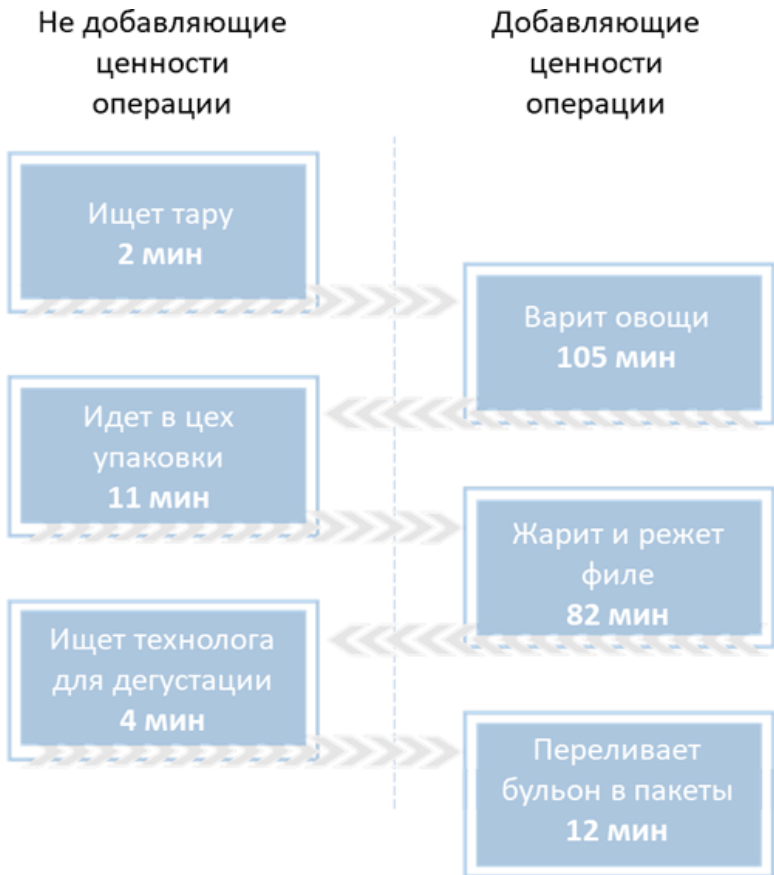 Не добавляющие
ценности
операции
Добавляющие
ценности
операции
Ищет тару
2 мин
Варит овощи
105 мин
Идет в цех
упаковки
11 мин
Жарит и режет
филе
82 мин
Ищет технолога
для дегустации
4 мин
Переливает
бульон в пакеты
12 мин